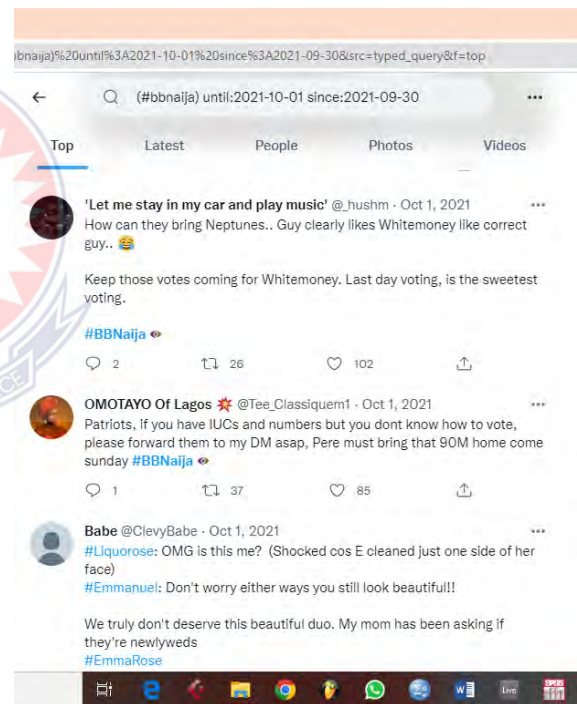 bnaija)%20until%3A2021-10-01%20since%3A2021-09-30&src=typed_query&f=top
(#bbnaija) until:2021-10-01 since:2021-09-30
Top Latest People Photos Videos
'Let me stay in my car and play music' @_hushm · Oct 1, 2021
How can they bring Neptunes.. Guy clearly likes Whitemoney like correct
guy.. 😂
Keep those votes coming for Whitemoney. Last day voting, is the sweetest
voting.
#BBNaija
2 26 102
OMOTAYO Of Lagos 💥 @Tee_Classiquem1 · Oct 1, 2021
Patriots, if you have IUCs and numbers but you dont know how to vote,
please forward them to my DM asap, Pere must bring that 90M home come
sunday #BBNaija
1 37 85
Babe @ClevyBabe · Oct 1, 2021
#Liquorose: OMG is this me? (Shocked cos E cleaned just one side of her
face)
#Emmanuel: Don't worry either ways you still look beautiful!!
We truly don't deserve this beautiful duo. My mom has been asking if
they're newlyweds
#EmmaRose
Live